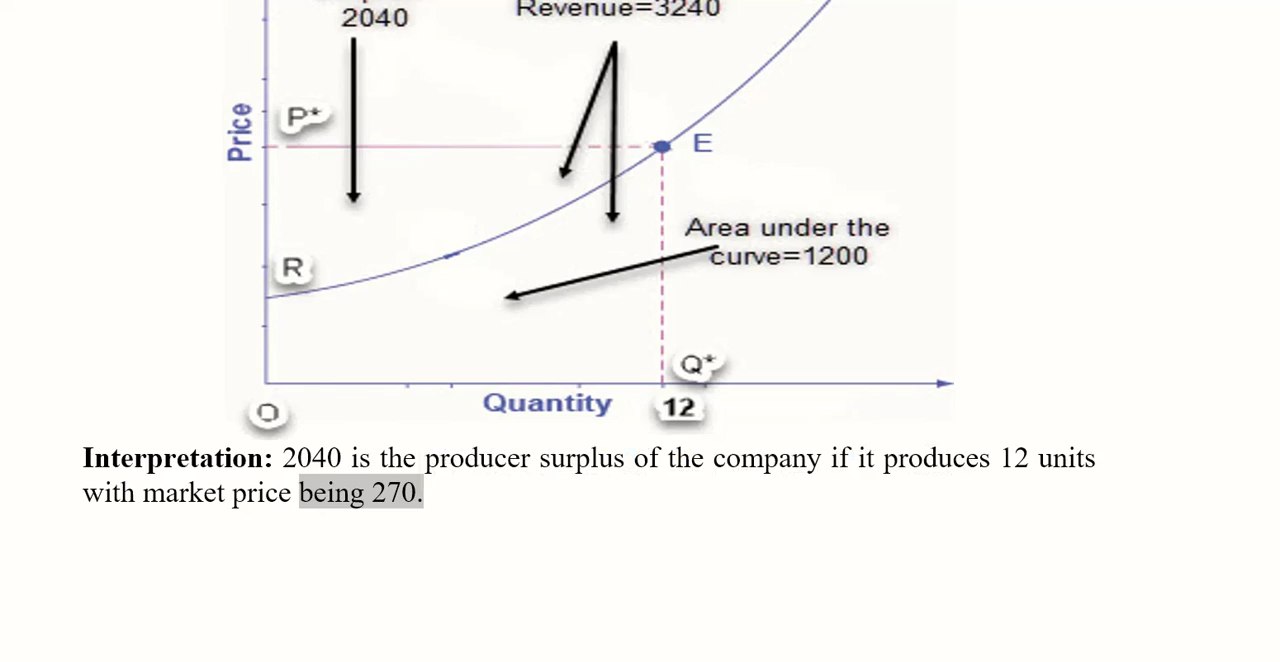 2040
Revenue=3240
P*
Price
E
Area under the
curve=1200
R
Q*
Quantity
12
O
Interpretation: 2040 is the producer surplus of the company if it produces 12 units
with market price being 270.